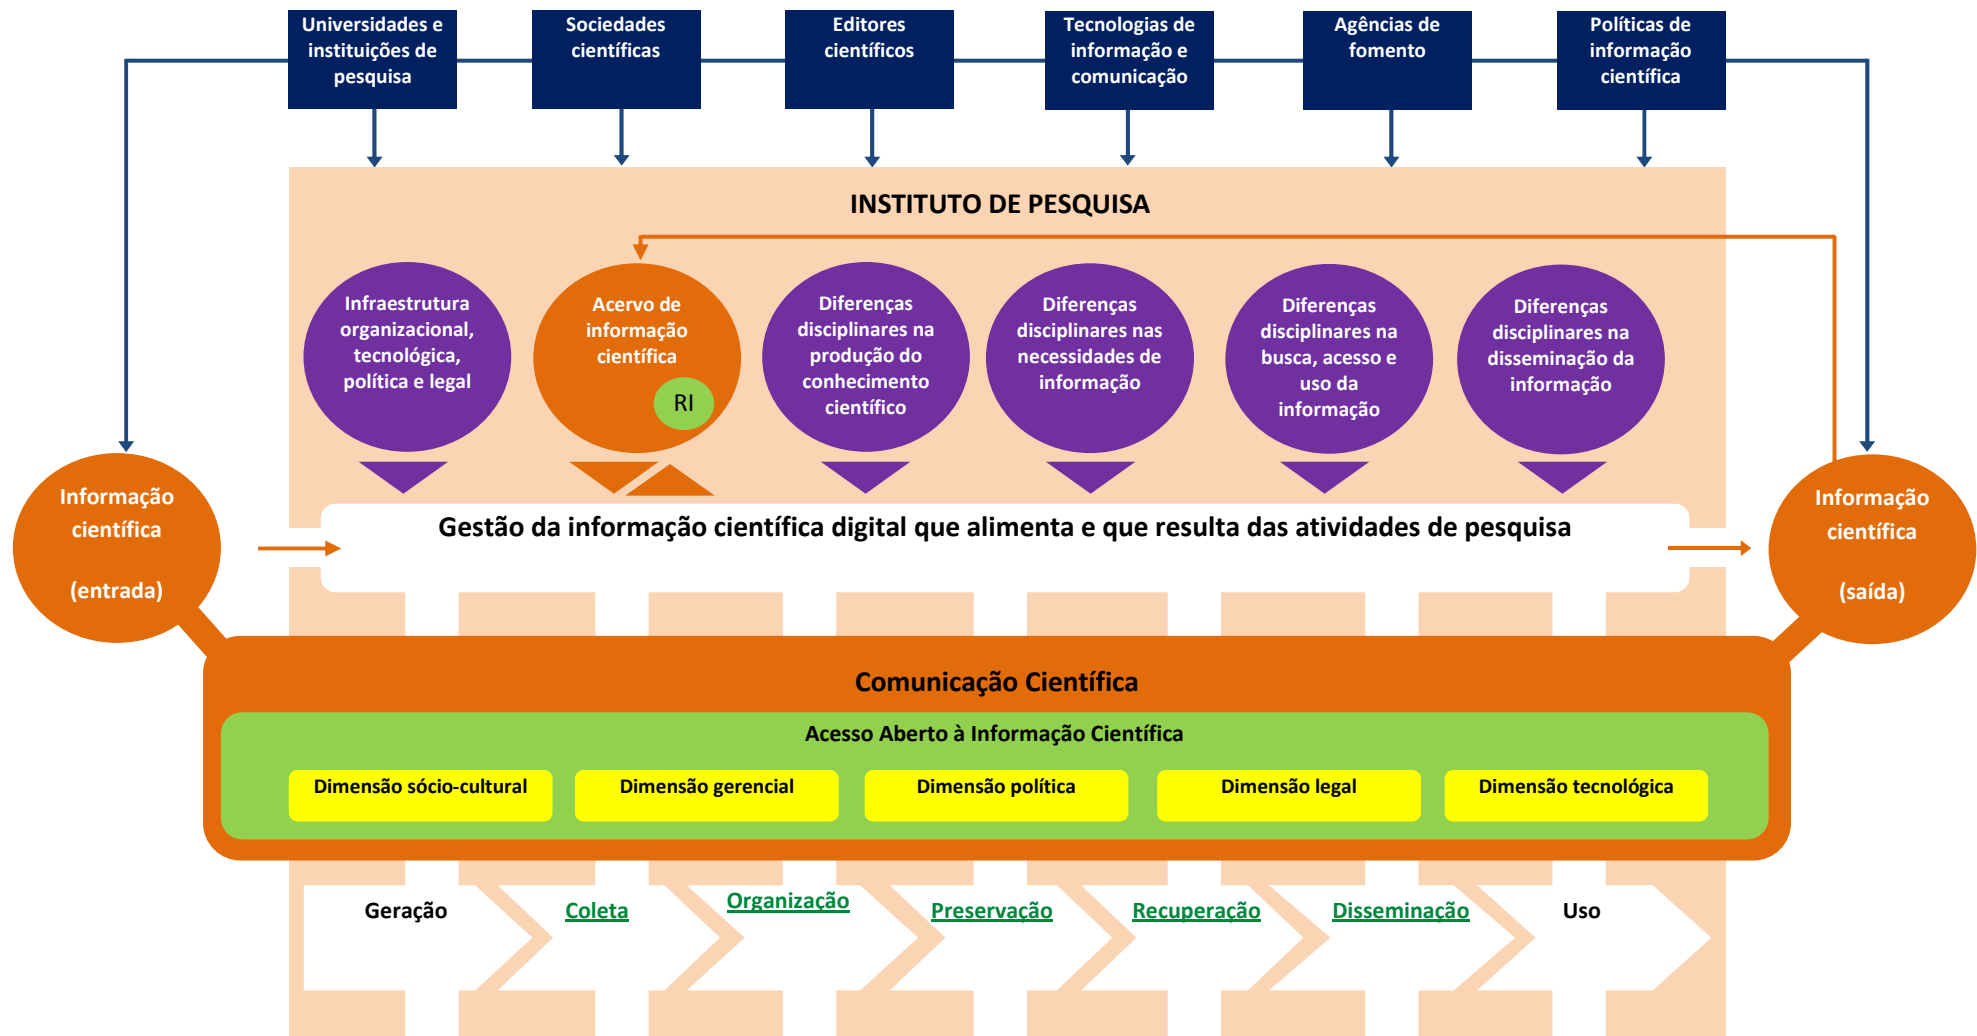 Universidades e
instituições de
pesquisa
Sociedades
científicas
Editores
científicos
Tecnologias de
informação e
comunicação
Agências de
fomento
Políticas de
informação
científica
INSTITUTO DE PESQUISA
Infraestrutura
organizacional,
tecnológica,
política e legal
Acervo de
informação
científica
RI
Diferenças
disciplinares na
produção do
conhecimento
científico
Diferenças
disciplinares nas
necessidades de
informação
Diferenças
disciplinares na
busca, acesso e
uso da
informação
Diferenças
disciplinares na
disseminação da
informação
Informação
científica
(entrada)
Gestão da informação científica digital que alimenta e que resulta das atividades de pesquisa
Informação
científica
(saída)
Comunicação Científica
Acesso Aberto à Informação Científica
Dimensão sócio-cultural
Dimensão gerencial
Dimensão política
Dimensão legal
Dimensão tecnológica
Geração
Coleta
Organização
Preservação
Recuperação
Disseminação
Uso